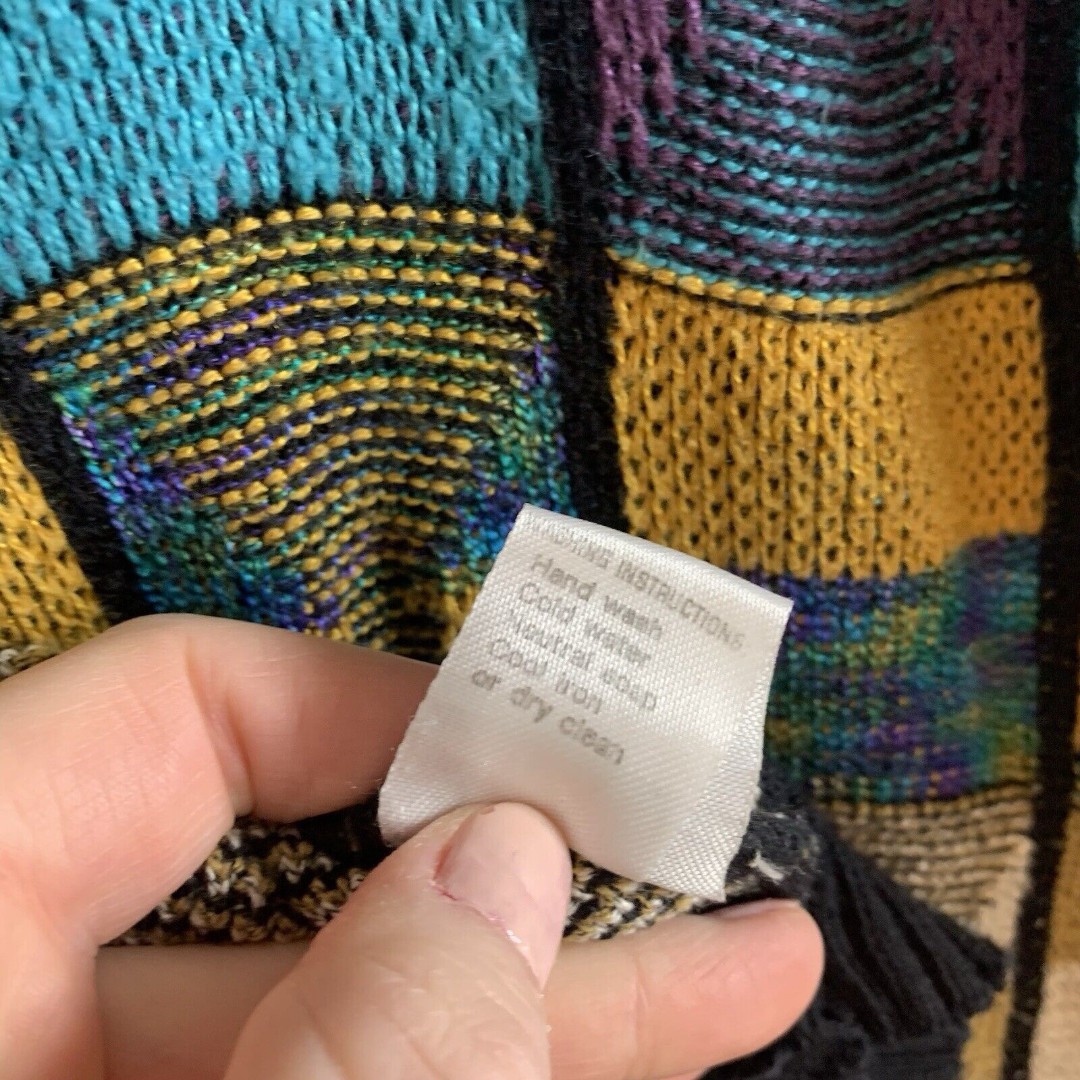 WASHING INSTRUCTIONS
Hand wash
Cold water
Neutral soap
Cool iron
or dry clean